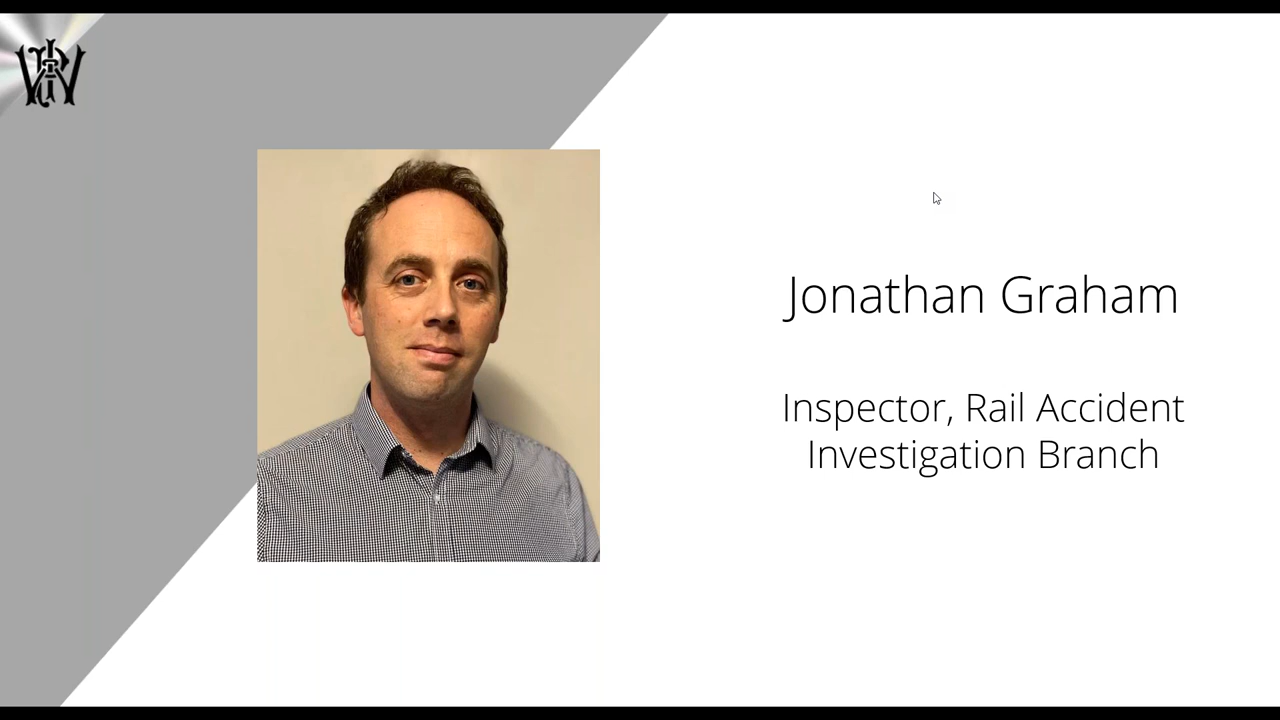 Jonathan Graham
Inspector, Rail Accident
Investigation Branch